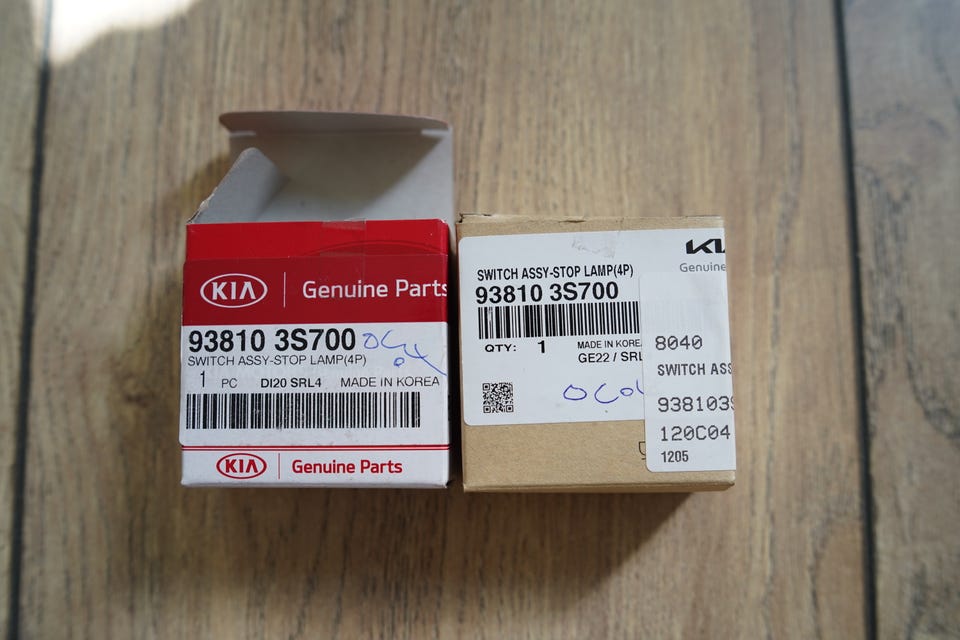 KIA Genuine Parts
93810 3S700
SWITCH ASSY-STOP LAMP(4P)
1 PC DI20 SRL4 MADE IN KOREA
KIA Genuine Parts
KI
Genuine
SWITCH ASSY-STOP LAMP(4P)
93810 3S700
QTY: 1 MADE IN KOREA
GE22 / SRL
8040
SWITCH ASS
938103S
120C04
1205